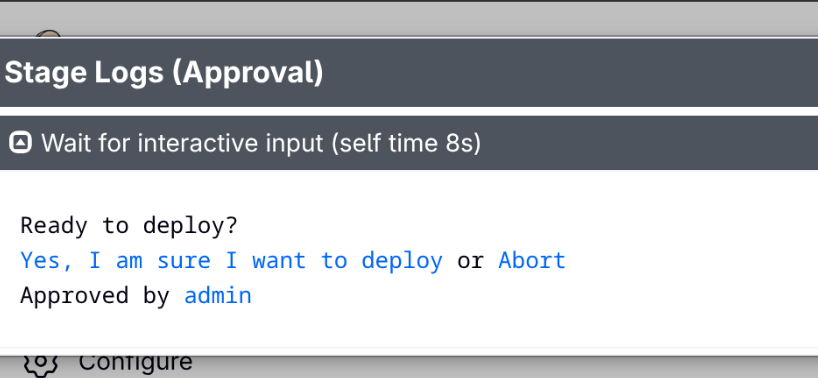 Stage Logs (Approval)
Wait for interactive input (self time 8s)
Ready to deploy?
Yes, I am sure I want to deploy or Abort
Approved by admin
Configure